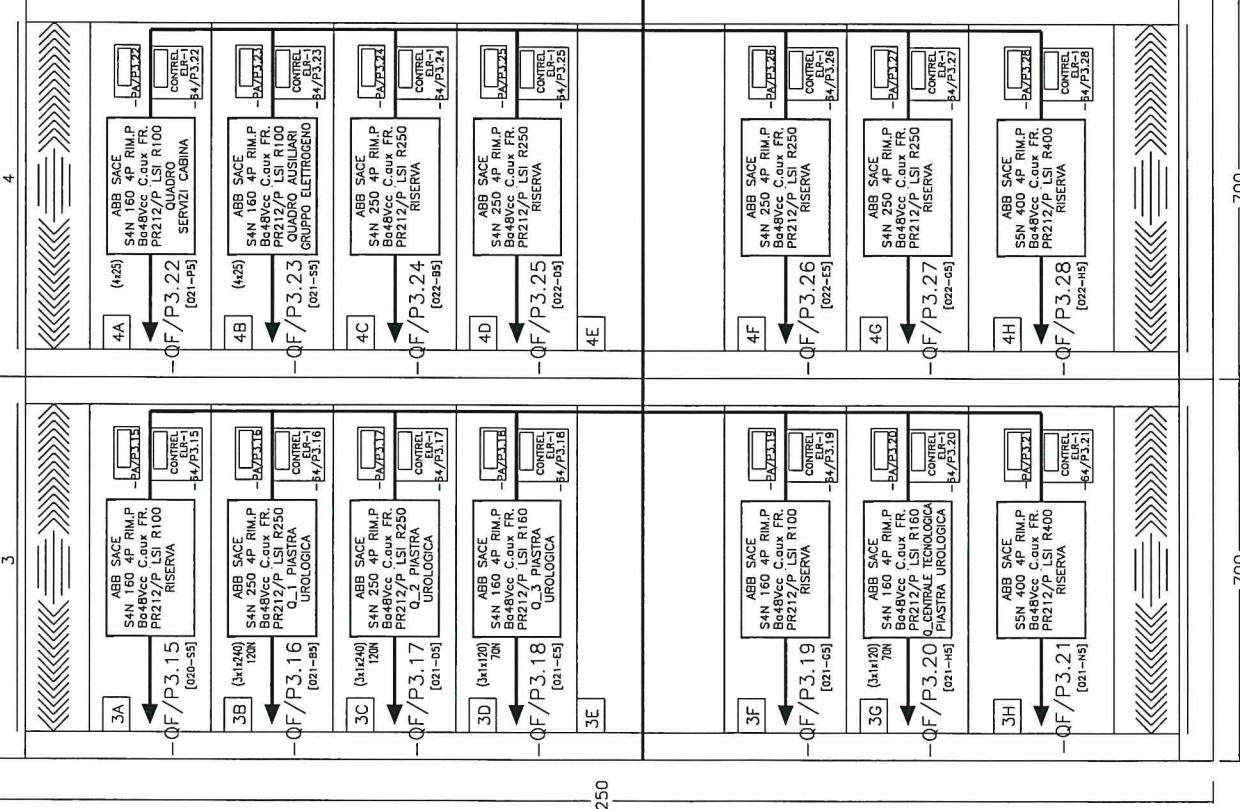 4
4A
(4x25)
ABB SACE
S4N 160 4P RIM.P
Ba48Vcc C.aux FR.
PR212/P LSI R100
QUADRO
SERVIZI CABINA
-PA/P3.22
CONTREL
ELR-1
-64/P3.22
-QF/P3.22
[021-P5]
4B
(4x25)
ABB SACE
S4N 160 4P RIM.P
Ba48Vcc C.aux FR.
PR212/P LSI R100
QUADRO AUSILIARI
GRUPPO ELETTROGENO
-PA/P3.23
CONTREL
ELR-1
-64/P3.23
-QF/P3.23
[021-S5]
4C
ABB SACE
S4N 250 4P RIM.P
Ba48Vcc C.aux FR.
PR212/P LSI R250
RISERVA
-PA/P3.24
CONTREL
ELR-1
-64/P3.24
-QF/P3.24
[022-B5]
4D
ABB SACE
S4N 250 4P RIM.P
Ba48Vcc C.aux FR.
PR212/P LSI R250
RISERVA
-PA/P3.25
CONTREL
ELR-1
-64/P3.25
-QF/P3.25
[022-D5]
4E
4F
ABB SACE
S4N 250 4P RIM.P
Ba48Vcc C.aux FR.
PR212/P LSI R250
RISERVA
-PA/P3.26
CONTREL
ELR-1
-64/P3.26
-QF/P3.26
[022-E5]
4G
ABB SACE
S4N 250 4P RIM.P
Ba48Vcc C.aux FR.
PR212/P LSI R250
RISERVA
-PA/P3.27
CONTREL
ELR-1
-64/P3.27
-QF/P3.27
[022-G5]
4H
ABB SACE
S5N 400 4P RIM.P
Ba48Vcc C.aux FR.
PR212/P LSI R400
RISERVA
-PA/P3.28
CONTREL
ELR-1
-64/P3.28
-QF/P3.28
[022-H5]
700
3
3A
ABB SACE
S4N 160 4P RIM.P
Ba48Vcc C.aux FR.
PR212/P LSI R100
RISERVA
-PA/P3.15
CONTREL
ELR-1
-64/P3.15
-QF/P3.15
[020-S5]
3B
(3x1x240)
120N
ABB SACE
S4N 250 4P RIM.P
Ba48Vcc C.aux FR.
PR212/P LSI R250
Q_1 PIASTRA
UROLOGICA
-PA/P3.16
CONTREL
ELR-1
-64/P3.16
-QF/P3.16
[021-B5]
3C
(3x1x240)
120N
ABB SACE
S4N 250 4P RIM.P
Ba48Vcc C.aux FR.
PR212/P LSI R250
Q_2 PIASTRA
UROLOGICA
-PA/P3.17
CONTREL
ELR-1
-64/P3.17
-QF/P3.17
[021-D5]
3D
(3x1x120)
70N
ABB SACE
S4N 160 4P RIM.P
Ba48Vcc C.aux FR.
PR212/P LSI R160
Q_3 PIASTRA
UROLOGICA
-PA/P3.18
CONTREL
ELR-1
-64/P3.18
-QF/P3.18
[021-E5]
3E
3F
ABB SACE
S4N 160 4P RIM.P
Ba48Vcc C.aux FR.
PR212/P LSI R100
RISERVA
-PA/P3.19
CONTREL
ELR-1
-64/P3.19
-QF/P3.19
[021-G5]
3G
(3x1x120)
70N
ABB SACE
S4N 160 4P RIM.P
Ba48Vcc C.aux FR.
PR212/P LSI R160
Q_CENTRALE TECNOLOGICA
PIASTRA UROLOGICA
-PA/P3.20
CONTREL
ELR-1
-64/P3.20
-QF/P3.20
[021-H5]
3H
ABB SACE
S5N 400 4P RIM.P
Ba48Vcc C.aux FR.
PR212/P LSI R400
RISERVA
-PA/P3.21
CONTREL
ELR-1
-64/P3.21
-QF/P3.21
[021-N5]
700
250